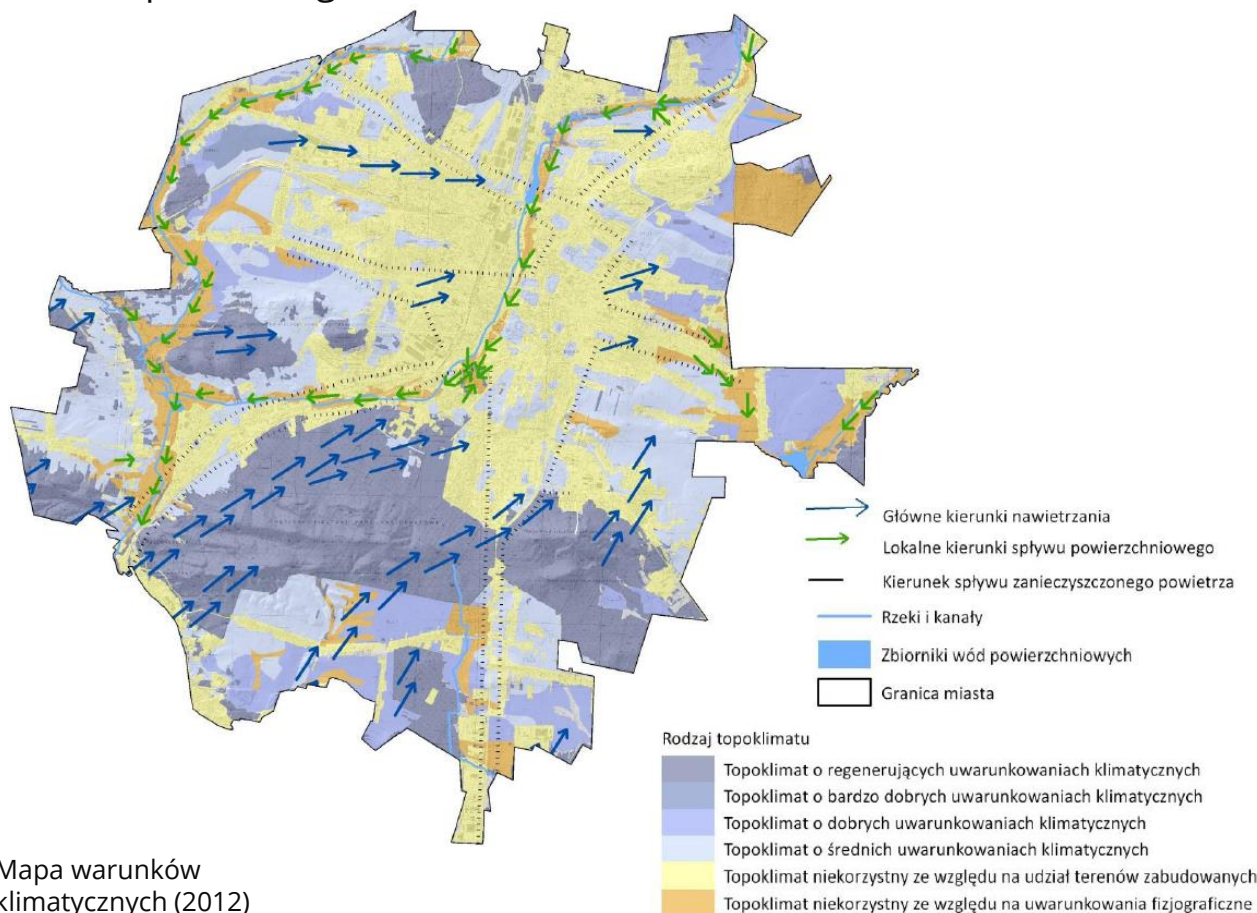 Główne kierunki nawietrzania
Lokalne kierunki spływu powierzchniowego
Kierunek spływu zanieczyszczonego powietrza
Rzeki i kanały
Zbiorniki wód powierzchniowych
Granica miasta
Rodzaj topoklimatu
Topoklimat o regenerujących uwarunkowaniach klimatycznych
Topoklimat o bardzo dobrych uwarunkowaniach klimatycznych
Topoklimat o dobrych uwarunkowaniach klimatycznych
Topoklimat o średnich uwarunkowaniach klimatycznych
Topoklimat niekorzystny ze względu na udział terenów zabudowanych
Topoklimat niekorzystny ze względu na uwarunkowania fizjograficzne
Mapa warunków
klimatycznych (2012)